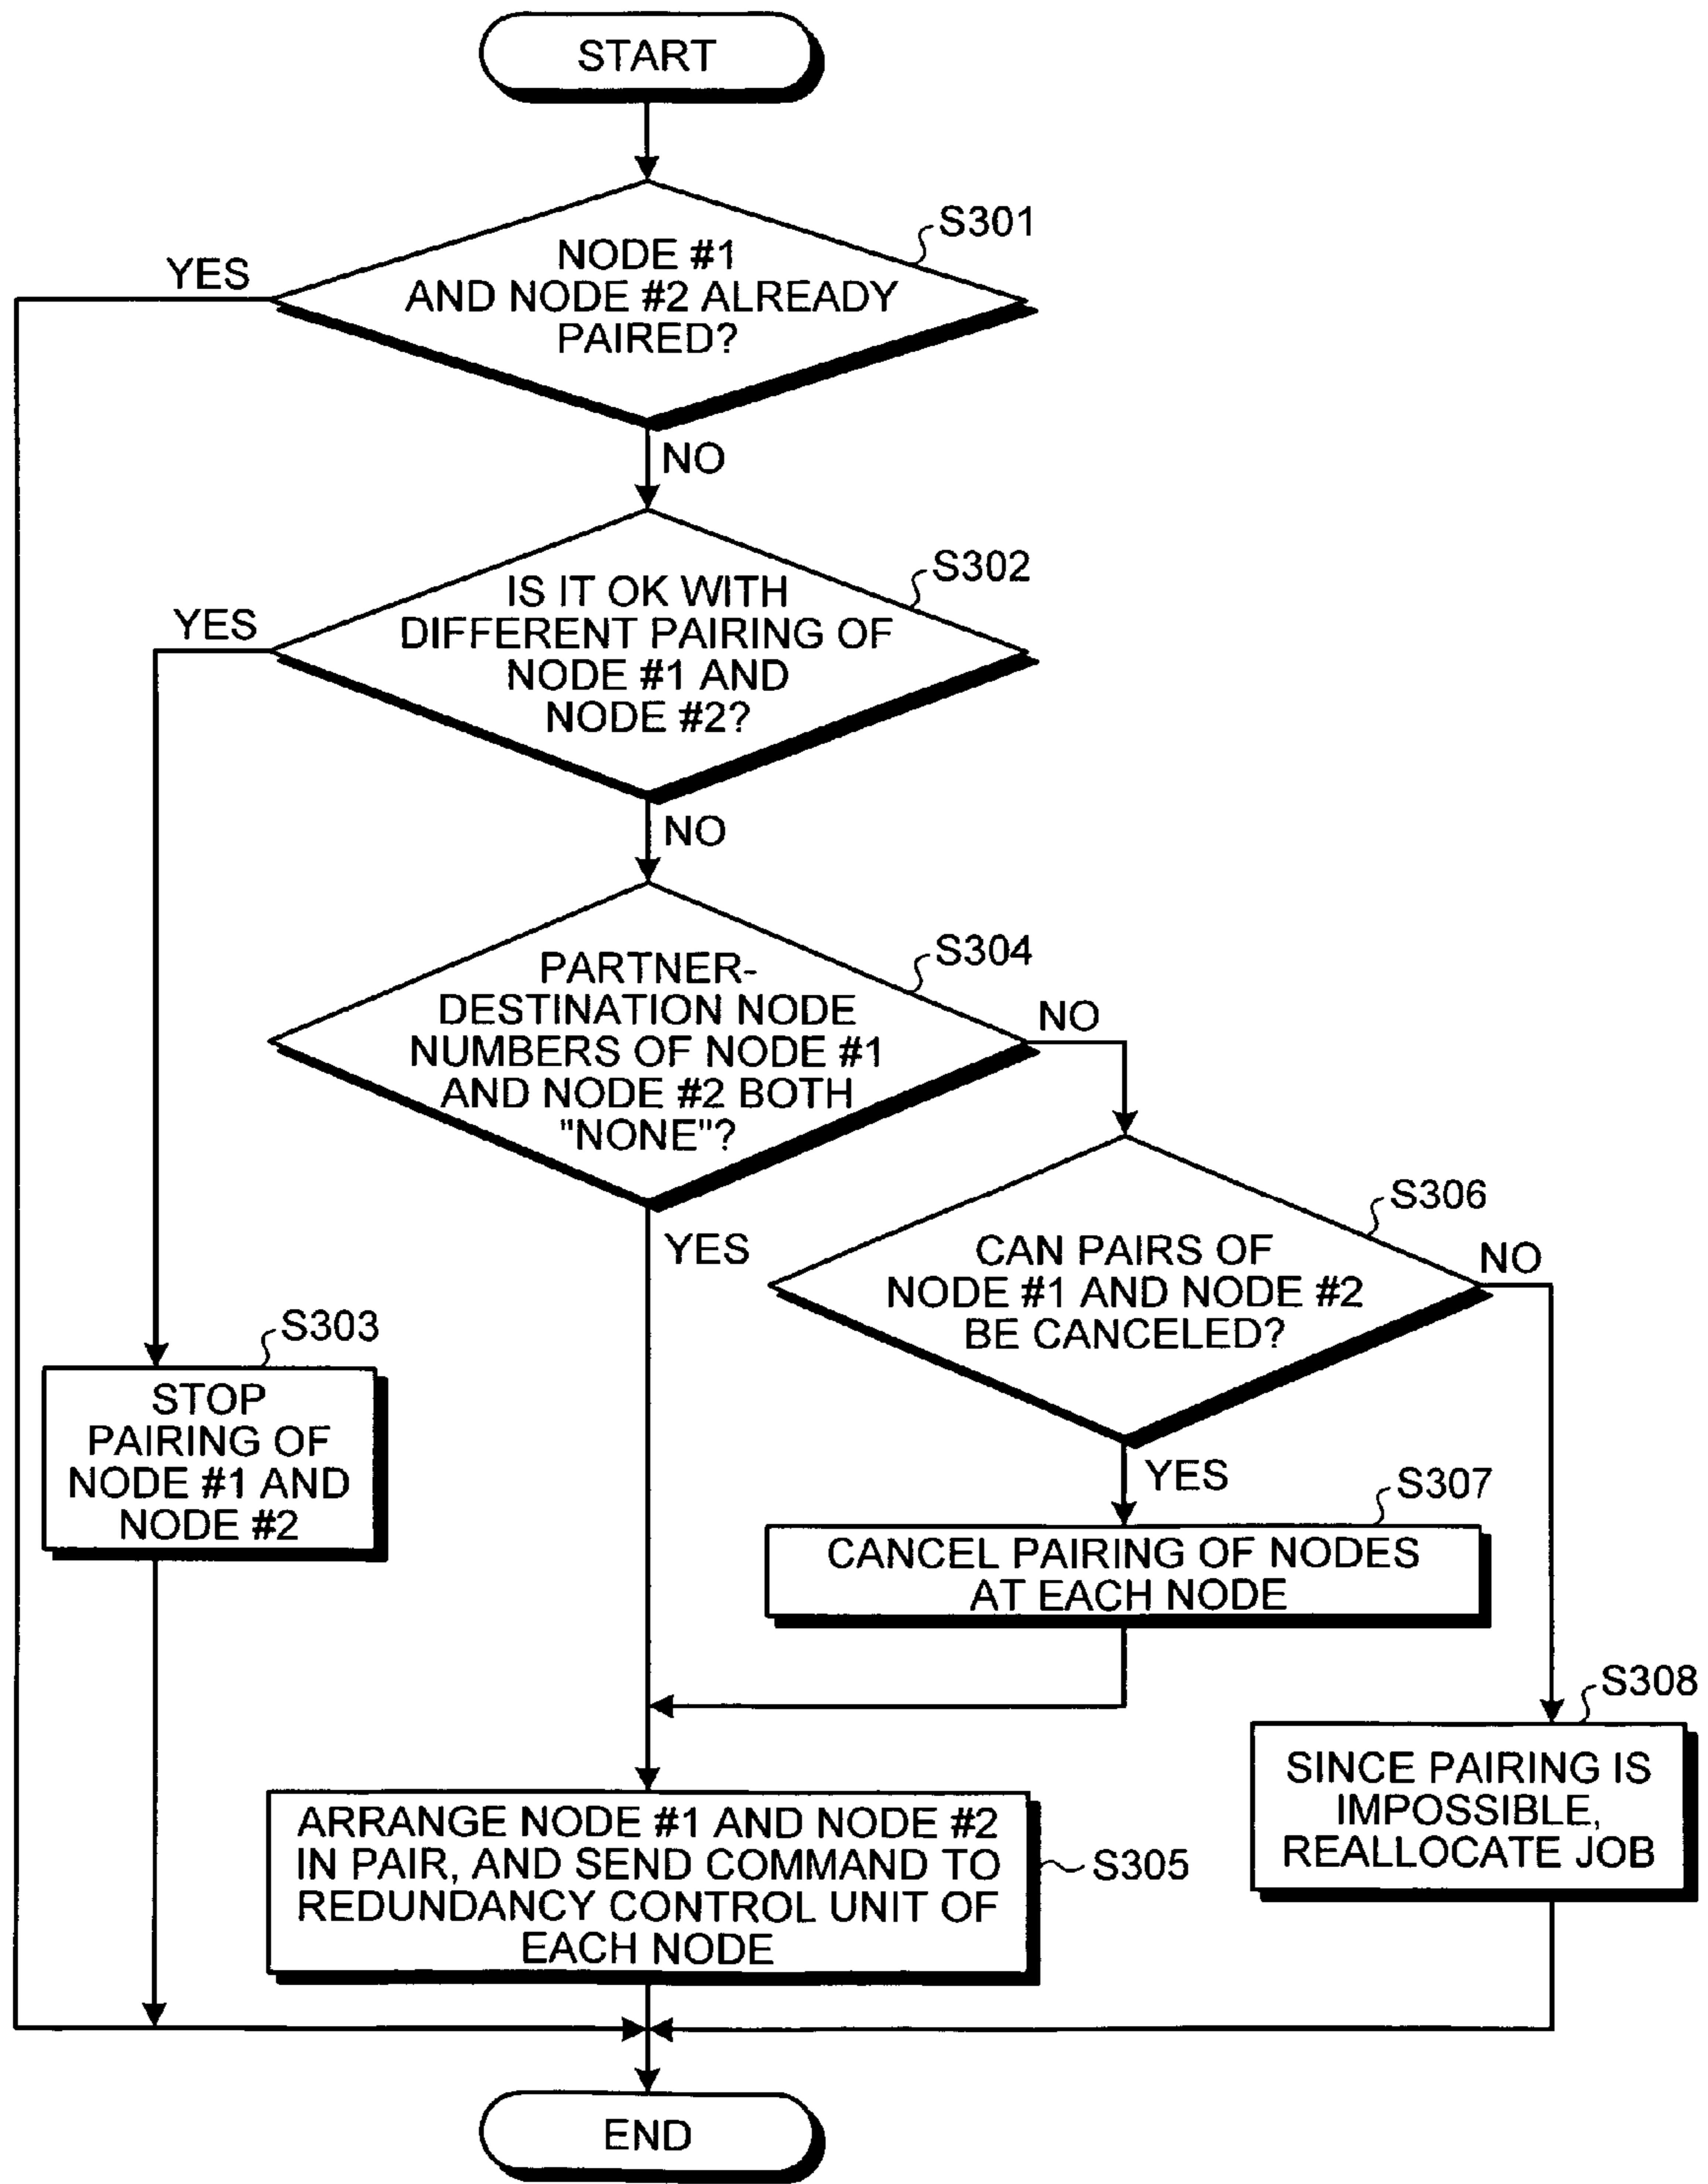 START
S301
NODE #1
AND NODE #2 ALREADY
PAIRED?
YES
NO
S302
IS IT OK WITH
DIFFERENT PAIRING OF
NODE #1 AND
NODE #2?
YES
NO
S304
PARTNER-
DESTINATION NODE
NUMBERS OF NODE #1
AND NODE #2 BOTH
"NONE"?
NO
YES
S306
CAN PAIRS OF
NODE #1 AND NODE #2
BE CANCELED?
NO
YES
S303
STOP
PAIRING OF
NODE #1 AND
NODE #2
S307
CANCEL PAIRING OF NODES
AT EACH NODE
S308
SINCE PAIRING IS
IMPOSSIBLE,
REALLOCATE JOB
ARRANGE NODE #1 AND NODE #2
IN PAIR, AND SEND COMMAND TO
REDUNDANCY CONTROL UNIT OF
EACH NODE
S305
END